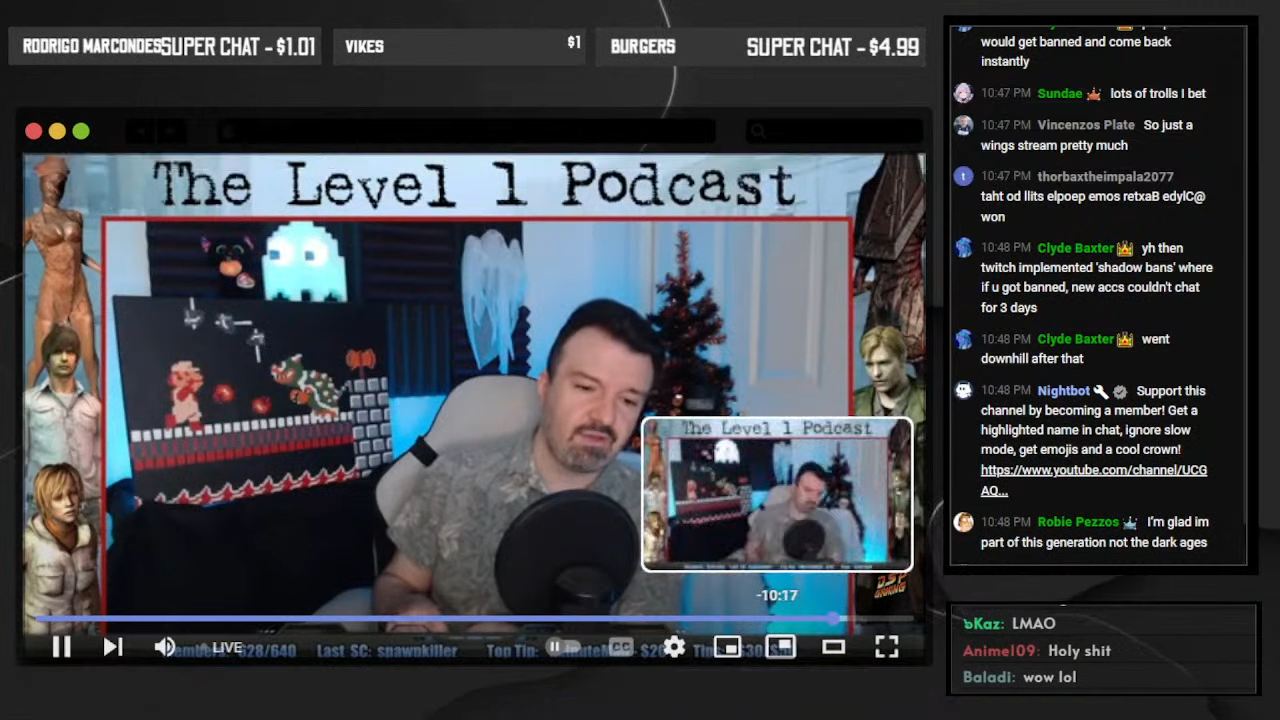 RODRIGO MARCONDES SUPER CHAT - $1.01
VIKES $1
BURGERS SUPER CHAT - $4.99
The Level 1 Podcast
The Level 1 Podcast
DSP
GAMING
-10:17
LIVE
CC
28/640 Last SC: spawnkiller Top Tip:
would get banned and come back
instantly
10:47 PM Sundae lots of trolls I bet
10:47 PM Vincenzos Plate So just a
wings stream pretty much
t 10:47 PM thorbaxtheimpala2077
taht od llits elpoep emos retxaB edylC@
won
10:48 PM Clyde Baxter yh then
twitch implemented 'shadow bans' where
if u got banned, new accs couldn't chat
for 3 days
10:48 PM Clyde Baxter went
downhill after that
10:48 PM Nightbot Support this
channel by becoming a member! Get a
highlighted name in chat, ignore slow
mode, get emojis and a cool crown!
https://www.youtube.com/channel/UCG
AQ...
10:48 PM Robie Pezzos I'm glad im
part of this generation not the dark ages
bKaz: LMAO
Animel09: Holy shit
Baladi: wow lol